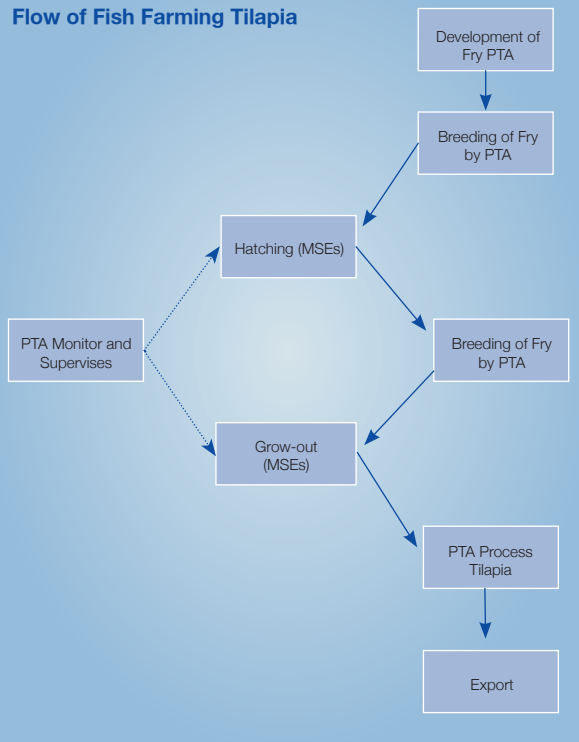 Flow of Fish Farming Tilapia
Development of
Fry PTA
Breeding of Fry
by PTA
Hatching (MSEs)
PTA Monitor and
Supervises
Breeding of Fry
by PTA
Grow-out
(MSEs)
PTA Process
Tilapia
Export